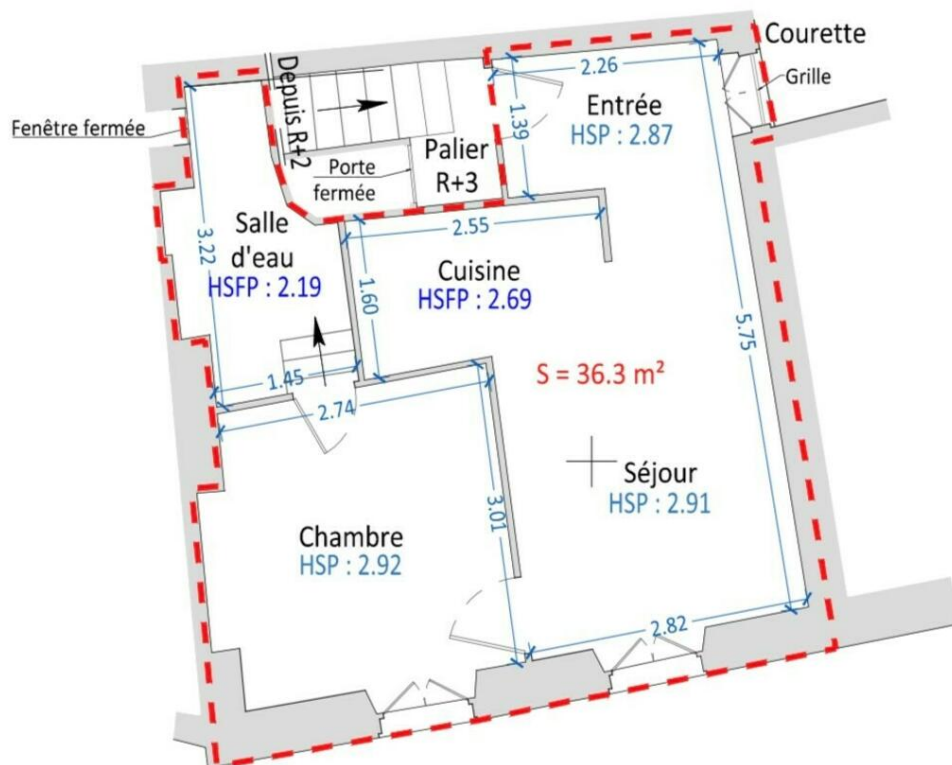 Courette
Grille
Depuis R+2
2.26
Entrée
HSP : 2.87
1.39
Fenêtre fermée
Palier
R+3
Porte
fermée
Salle
d'eau
HSFP : 2.19
3.22
2.55
Cuisine
HSFP : 2.69
1.60
5.75
S = 36.3 m²
1.45
2.74
Séjour
HSP : 2.91
3.01
Chambre
HSP : 2.92
2.82